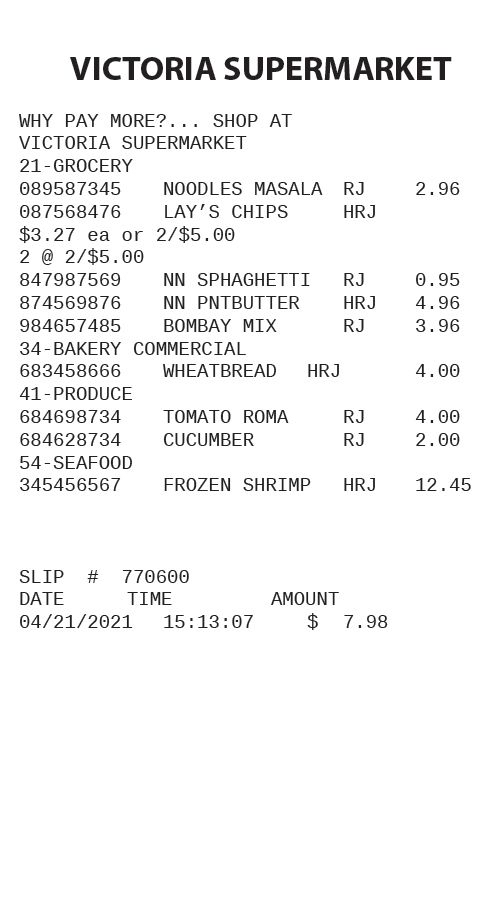 VICTORIA SUPERMARKET
WHY PAY MORE?... SHOP AT
VICTORIA SUPERMARKET
21-GROCERY
089587345 NOODLES MASALA RJ 2.96
087568476 LAY’S CHIPS HRJ
$3.27 ea or 2/$5.00
2 @ 2/$5.00
847987569 NN SPHAGHETTI RJ 0.95
874569876 NN PNTBUTTER HRJ 4.96
984657485 BOMBAY MIX RJ 3.96
34-BAKERY COMMERCIAL
683458666 WHEATBREAD HRJ 4.00
41-PRODUCE
684698734 TOMATO ROMA RJ 4.00
684628734 CUCUMBER RJ 2.00
54-SEAFOOD
345456567 FROZEN SHRIMP HRJ 12.45
SLIP # 770600
DATE TIME AMOUNT
04/21/2021 15:13:07 $ 7.98